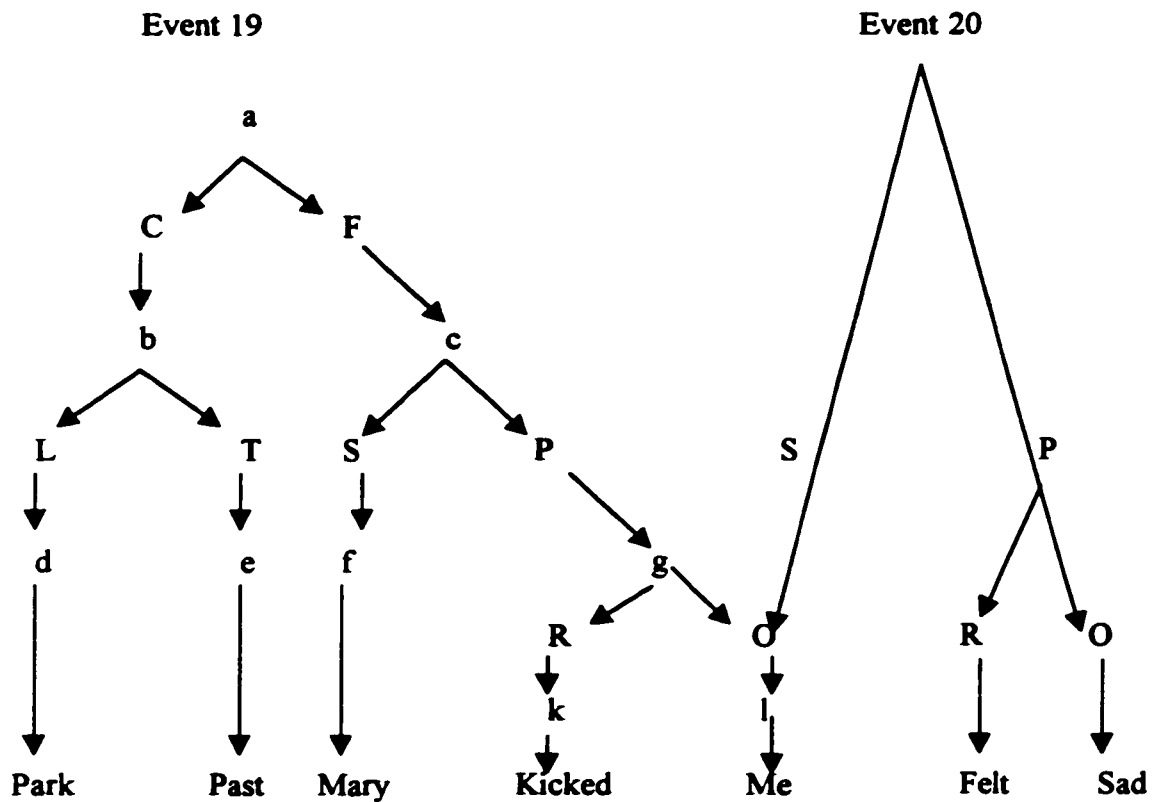 Event 19 Event 20
a
C F
b c
L T S P S P
d e f g
R O R O
k l
Park Past Mary Kicked Me Felt Sad